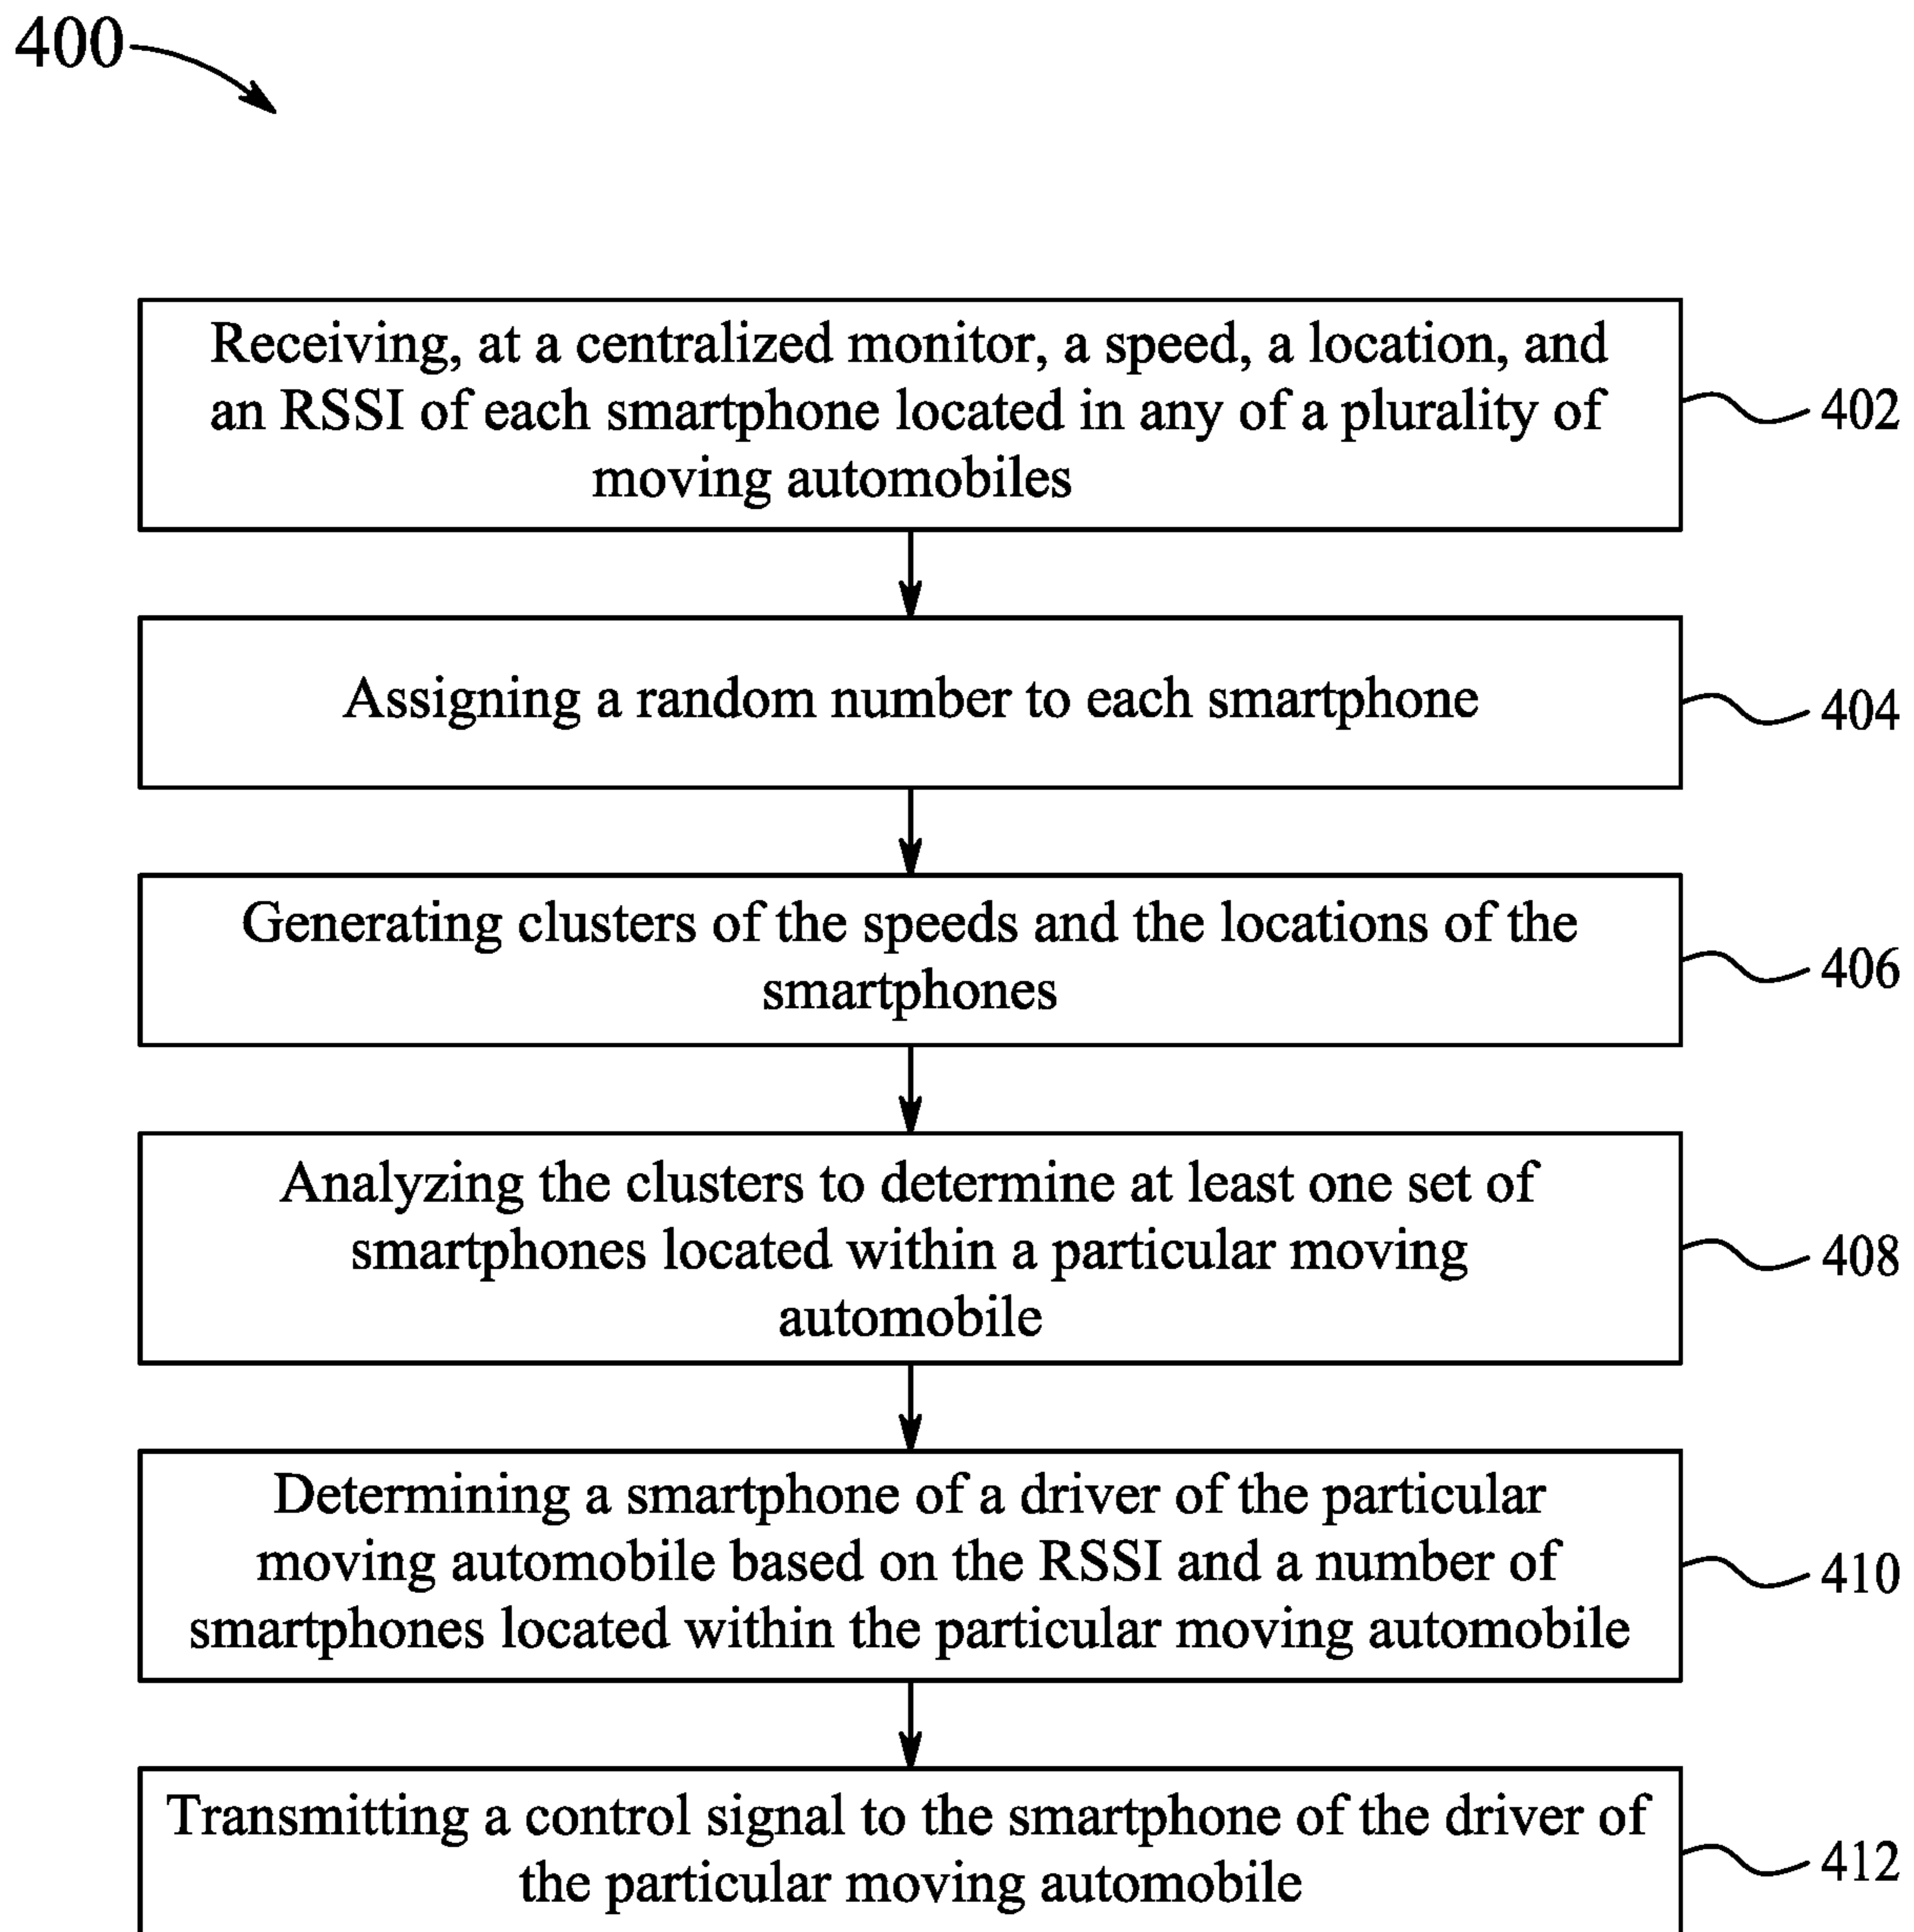 400
Receiving, at a centralized monitor, a speed, a location, and
an RSSI of each smartphone located in any of a plurality of
moving automobiles
402
Assigning a random number to each smartphone
404
Generating clusters of the speeds and the locations of the
smartphones
406
Analyzing the clusters to determine at least one set of
smartphones located within a particular moving
automobile
408
Determining a smartphone of a driver of the particular
moving automobile based on the RSSI and a number of
smartphones located within the particular moving automobile
410
Transmitting a control signal to the smartphone of the driver of
the particular moving automobile
412